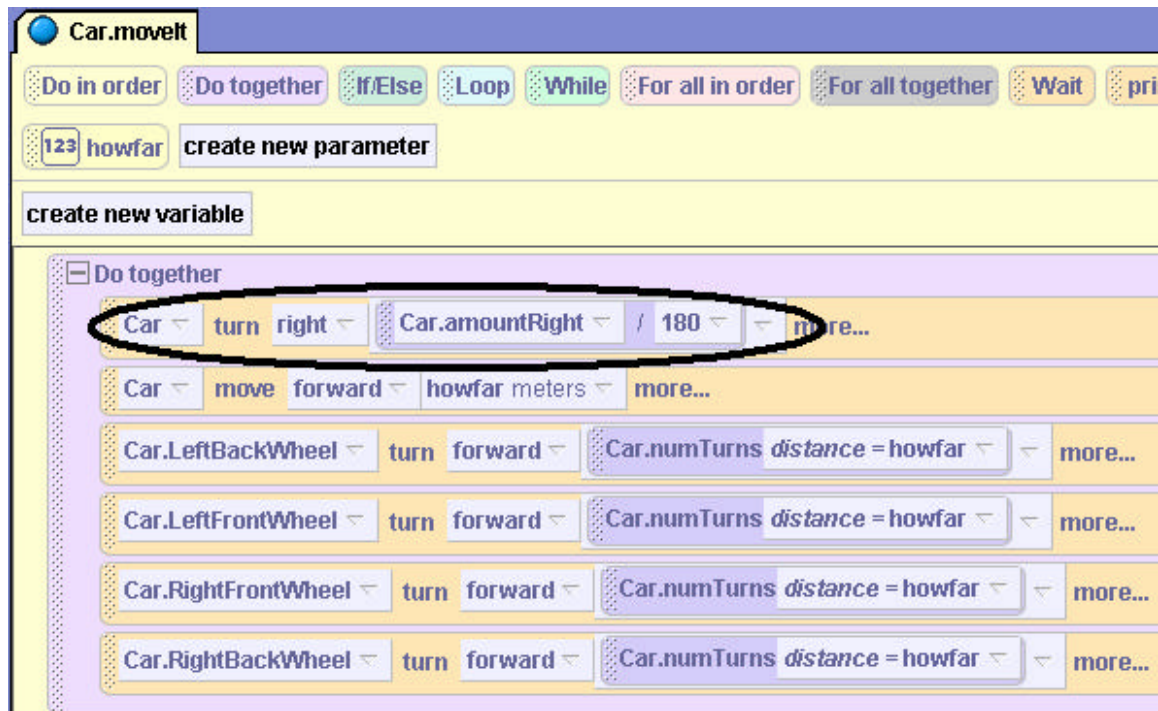 Car.moveIt
Do in order Do together If/Else Loop While For all in order For all together Wait pri
123 howfar create new parameter
create new variable
Do together
Car turn right Car.amountRight / 180 more...
Car move forward howfar meters more...
Car.LeftBackWheel turn forward Car.numTurns distance = howfar more...
Car.LeftFrontWheel turn forward Car.numTurns distance = howfar more...
Car.RightFrontWheel turn forward Car.numTurns distance = howfar more...
Car.RightBackWheel turn forward Car.numTurns distance = howfar more...